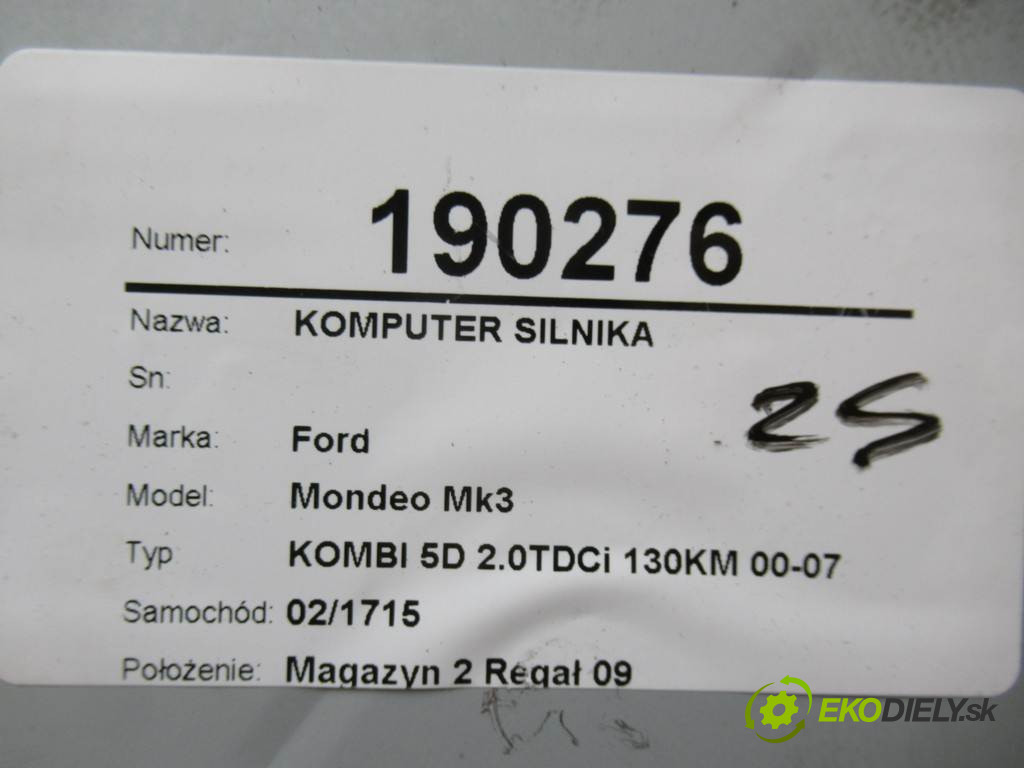 Numer: 190276
Nazwa: KOMPUTER SILNIKA
Sn:
25
Marka: Ford
Model: Mondeo Mk3
Typ KOMBI 5D 2.0TDCi 130KM 00-07
Samochód: 02/1715
Położenie: Magazyn 2 Regał 09
EKODIELY.sk